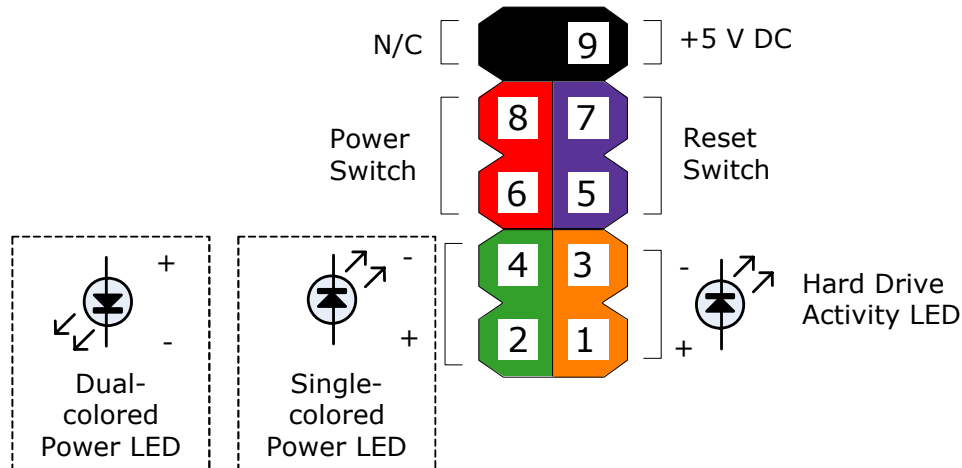 N/C
9
+5 V DC
Power
Switch
8
7
6
5
Reset
Switch
+
-
Dual-
colored
Power LED
-
+
Single-
colored
Power LED
4
3
2
1
-
+
Hard Drive
Activity LED